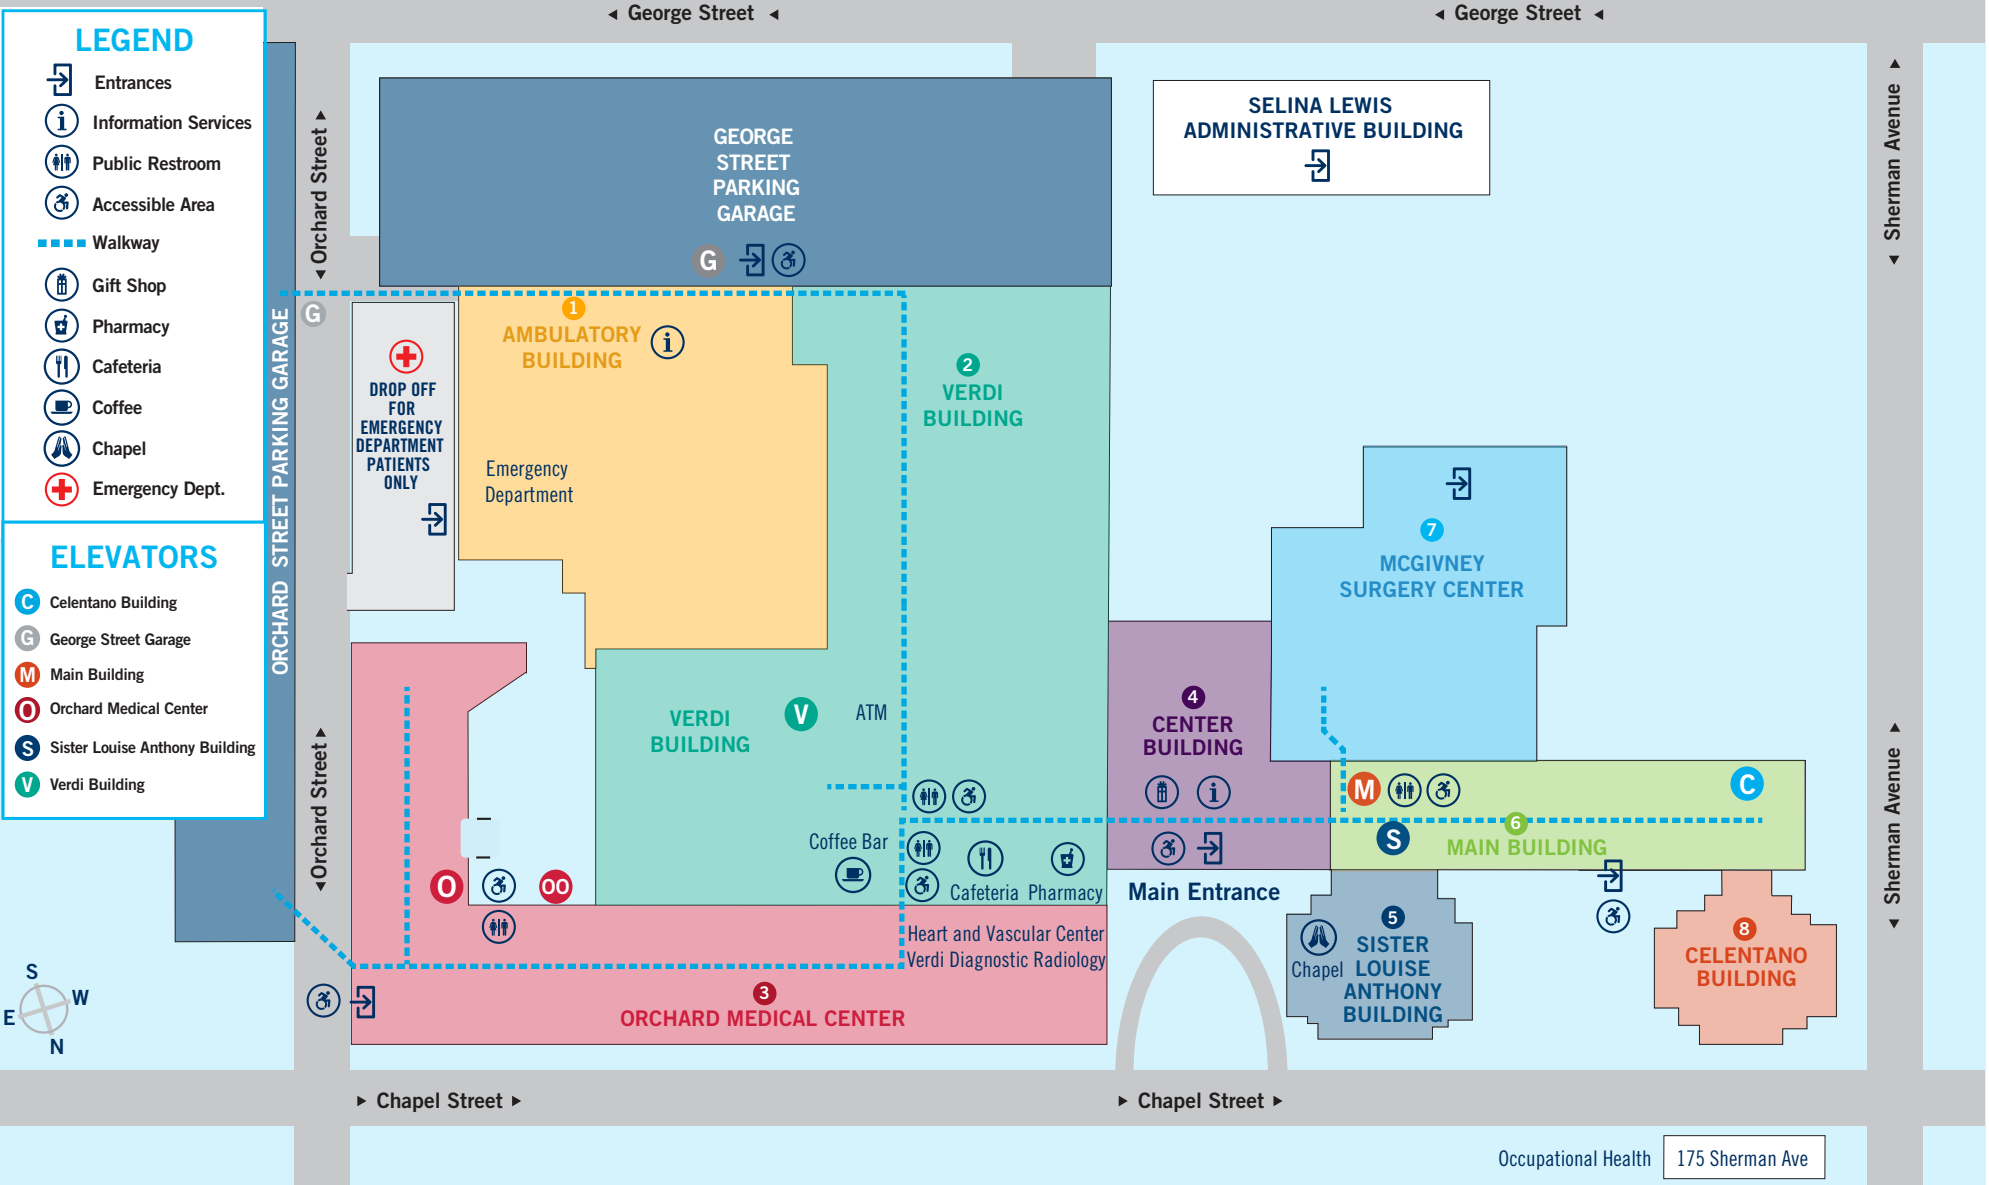 George Street
George Street
LEGEND
Entrances
Information Services
Public Restroom
Accessible Area
Walkway
Gift Shop
Pharmacy
Cafeteria
Coffee
Chapel
Emergency Dept.
ELEVATORS
C Celentano Building
G George Street Garage
M Main Building
O Orchard Medical Center
S Sister Louise Anthony Building
V Verdi Building
ORCHARD STREET PARKING GARAGE
Orchard Street
Orchard Street
G
GEORGE
STREET
PARKING
GARAGE
G
SELINA LEWIS
ADMINISTRATIVE BUILDING
Sherman Avenue
Sherman Avenue
DROP OFF
FOR
EMERGENCY
DEPARTMENT
PATIENTS
ONLY
1
AMBULATORY
BUILDING
i
Emergency
Department
2
VERDI
BUILDING
VERDI
BUILDING
V
ATM
Coffee Bar
Cafeteria
Pharmacy
7
MCGIVNEY
SURGERY CENTER
4
CENTER
BUILDING
i
Main Entrance
M
C
S
6
MAIN BUILDING
O
OO
Heart and Vascular Center
Verdi Diagnostic Radiology
3
ORCHARD MEDICAL CENTER
Chapel
5
SISTER
LOUISE
ANTHONY
BUILDING
8
CELENTANO
BUILDING
S
W
E
N
Chapel Street
Chapel Street
Occupational Health
175 Sherman Ave